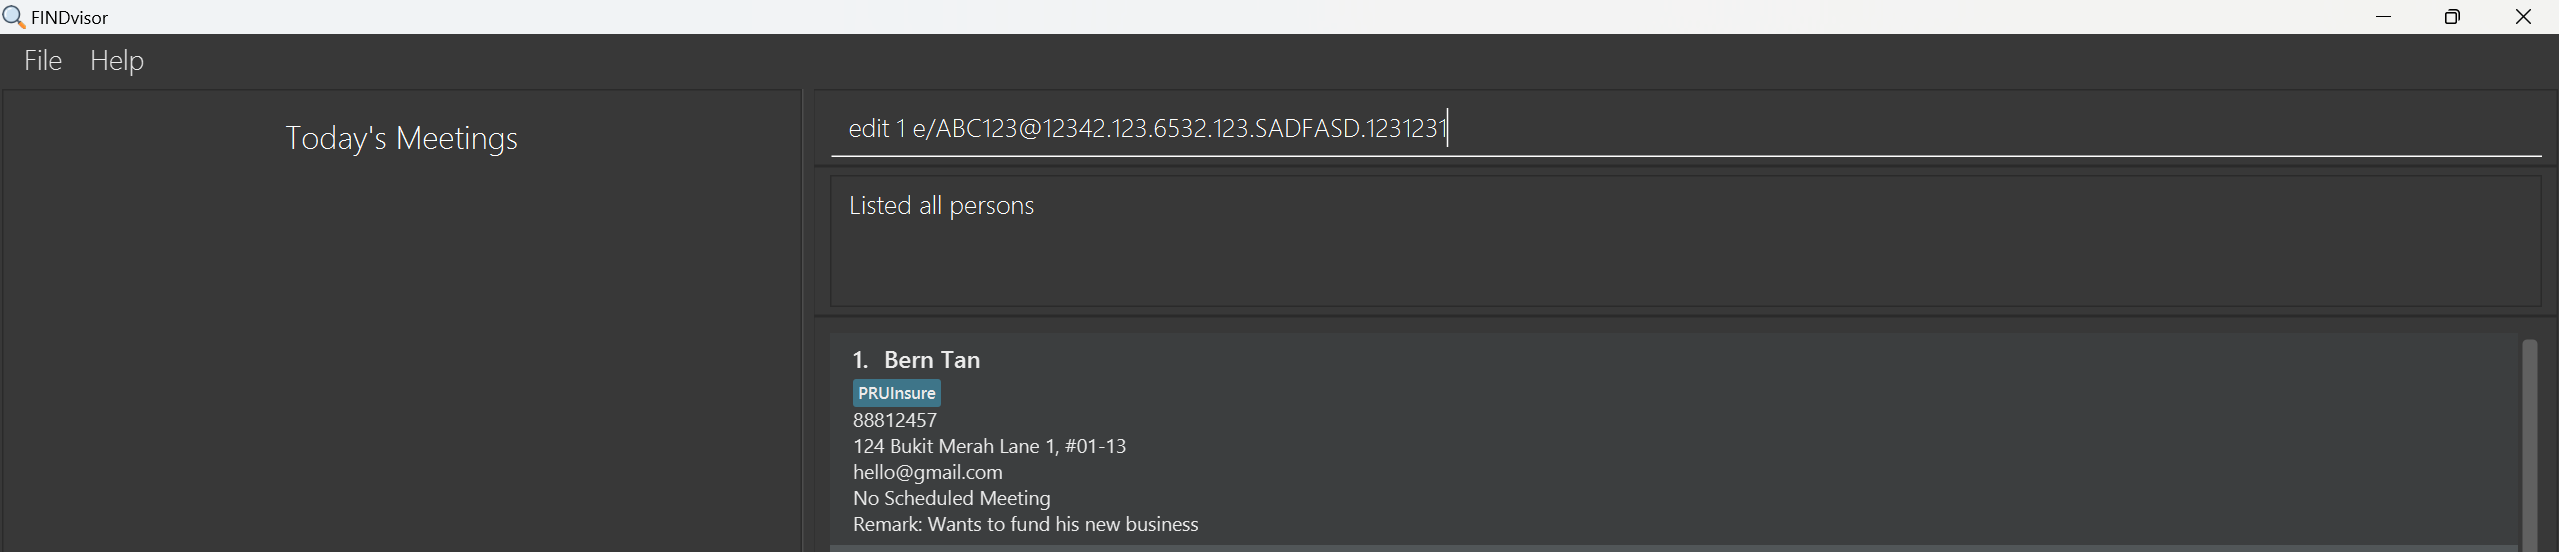 FINDvisor
File Help
Today's Meetings
edit 1 e/ABC123@12342.123.6532.123.SADFASD.1231231
Listed all persons
1. Bern Tan
PRUInsure
88812457
124 Bukit Merah Lane 1, #01-13
hello@gmail.com
No Scheduled Meeting
Remark: Wants to fund his new business